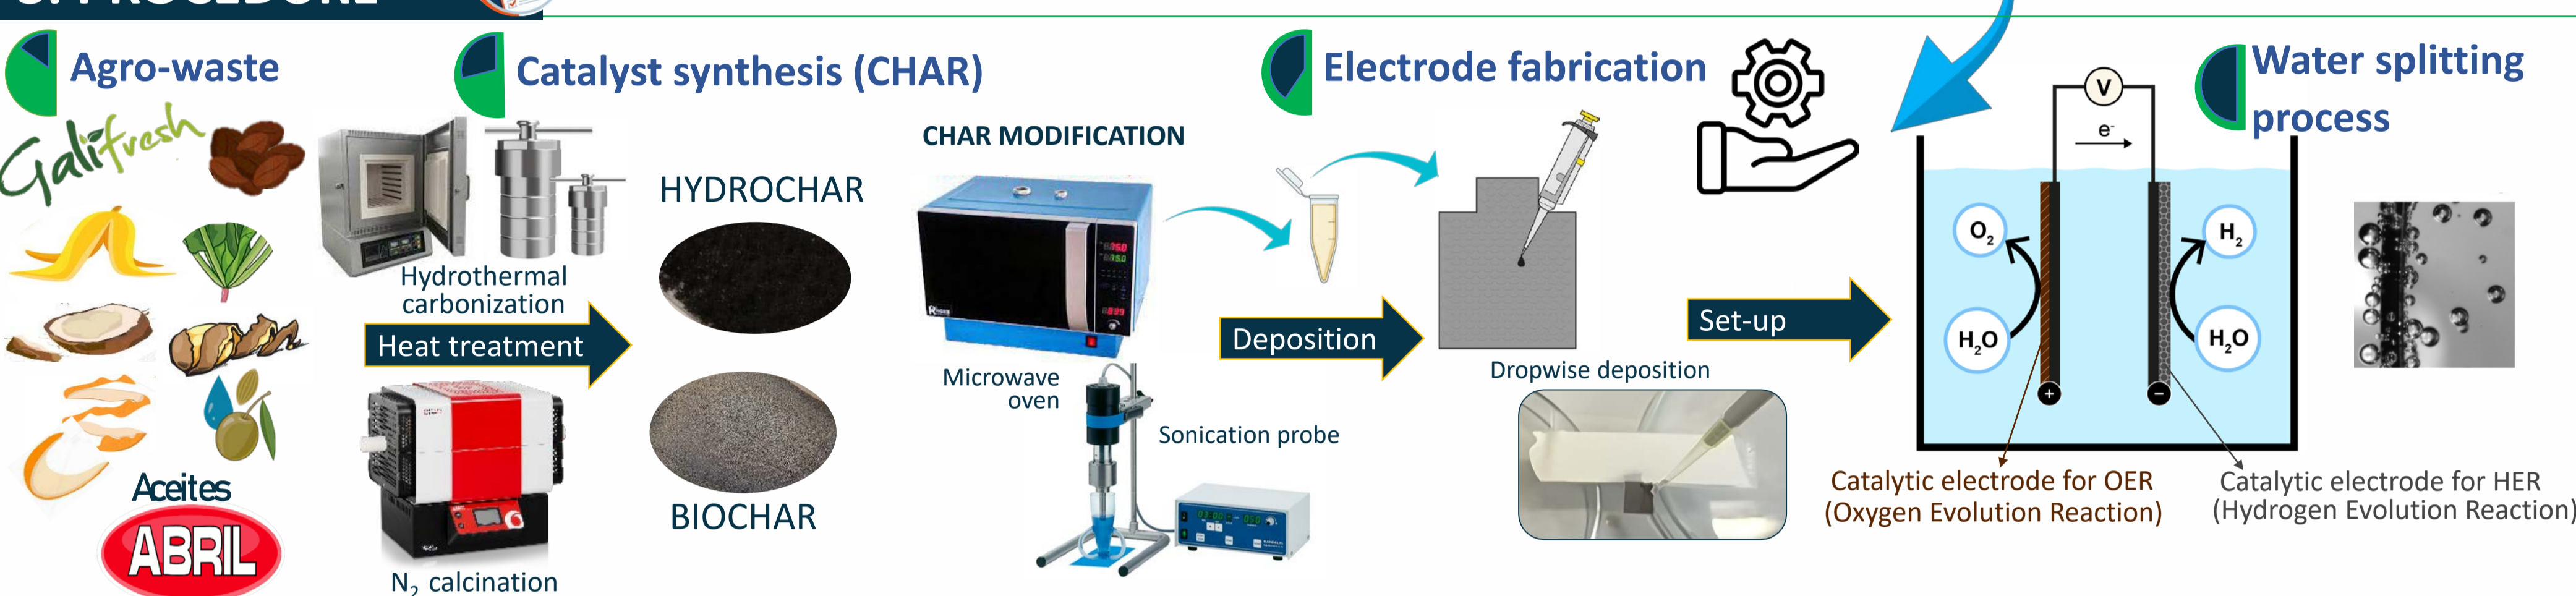 Agro-waste
Galifresh
Aceites
ABRIL
Catalyst synthesis (CHAR)
Hydrothermal
carbonization
Heat treatment
N₂ calcination
HYDROCHAR
BIOCHAR
CHAR MODIFICATION
Microwave
oven
Sonication probe
Deposition
Electrode fabrication
Dropwise deposition
Set-up
Water splitting
process
V
e⁻
O₂
H₂O
H₂
H₂O
+
−
Catalytic electrode for OER
(Oxygen Evolution Reaction)
Catalytic electrode for HER
(Hydrogen Evolution Reaction)